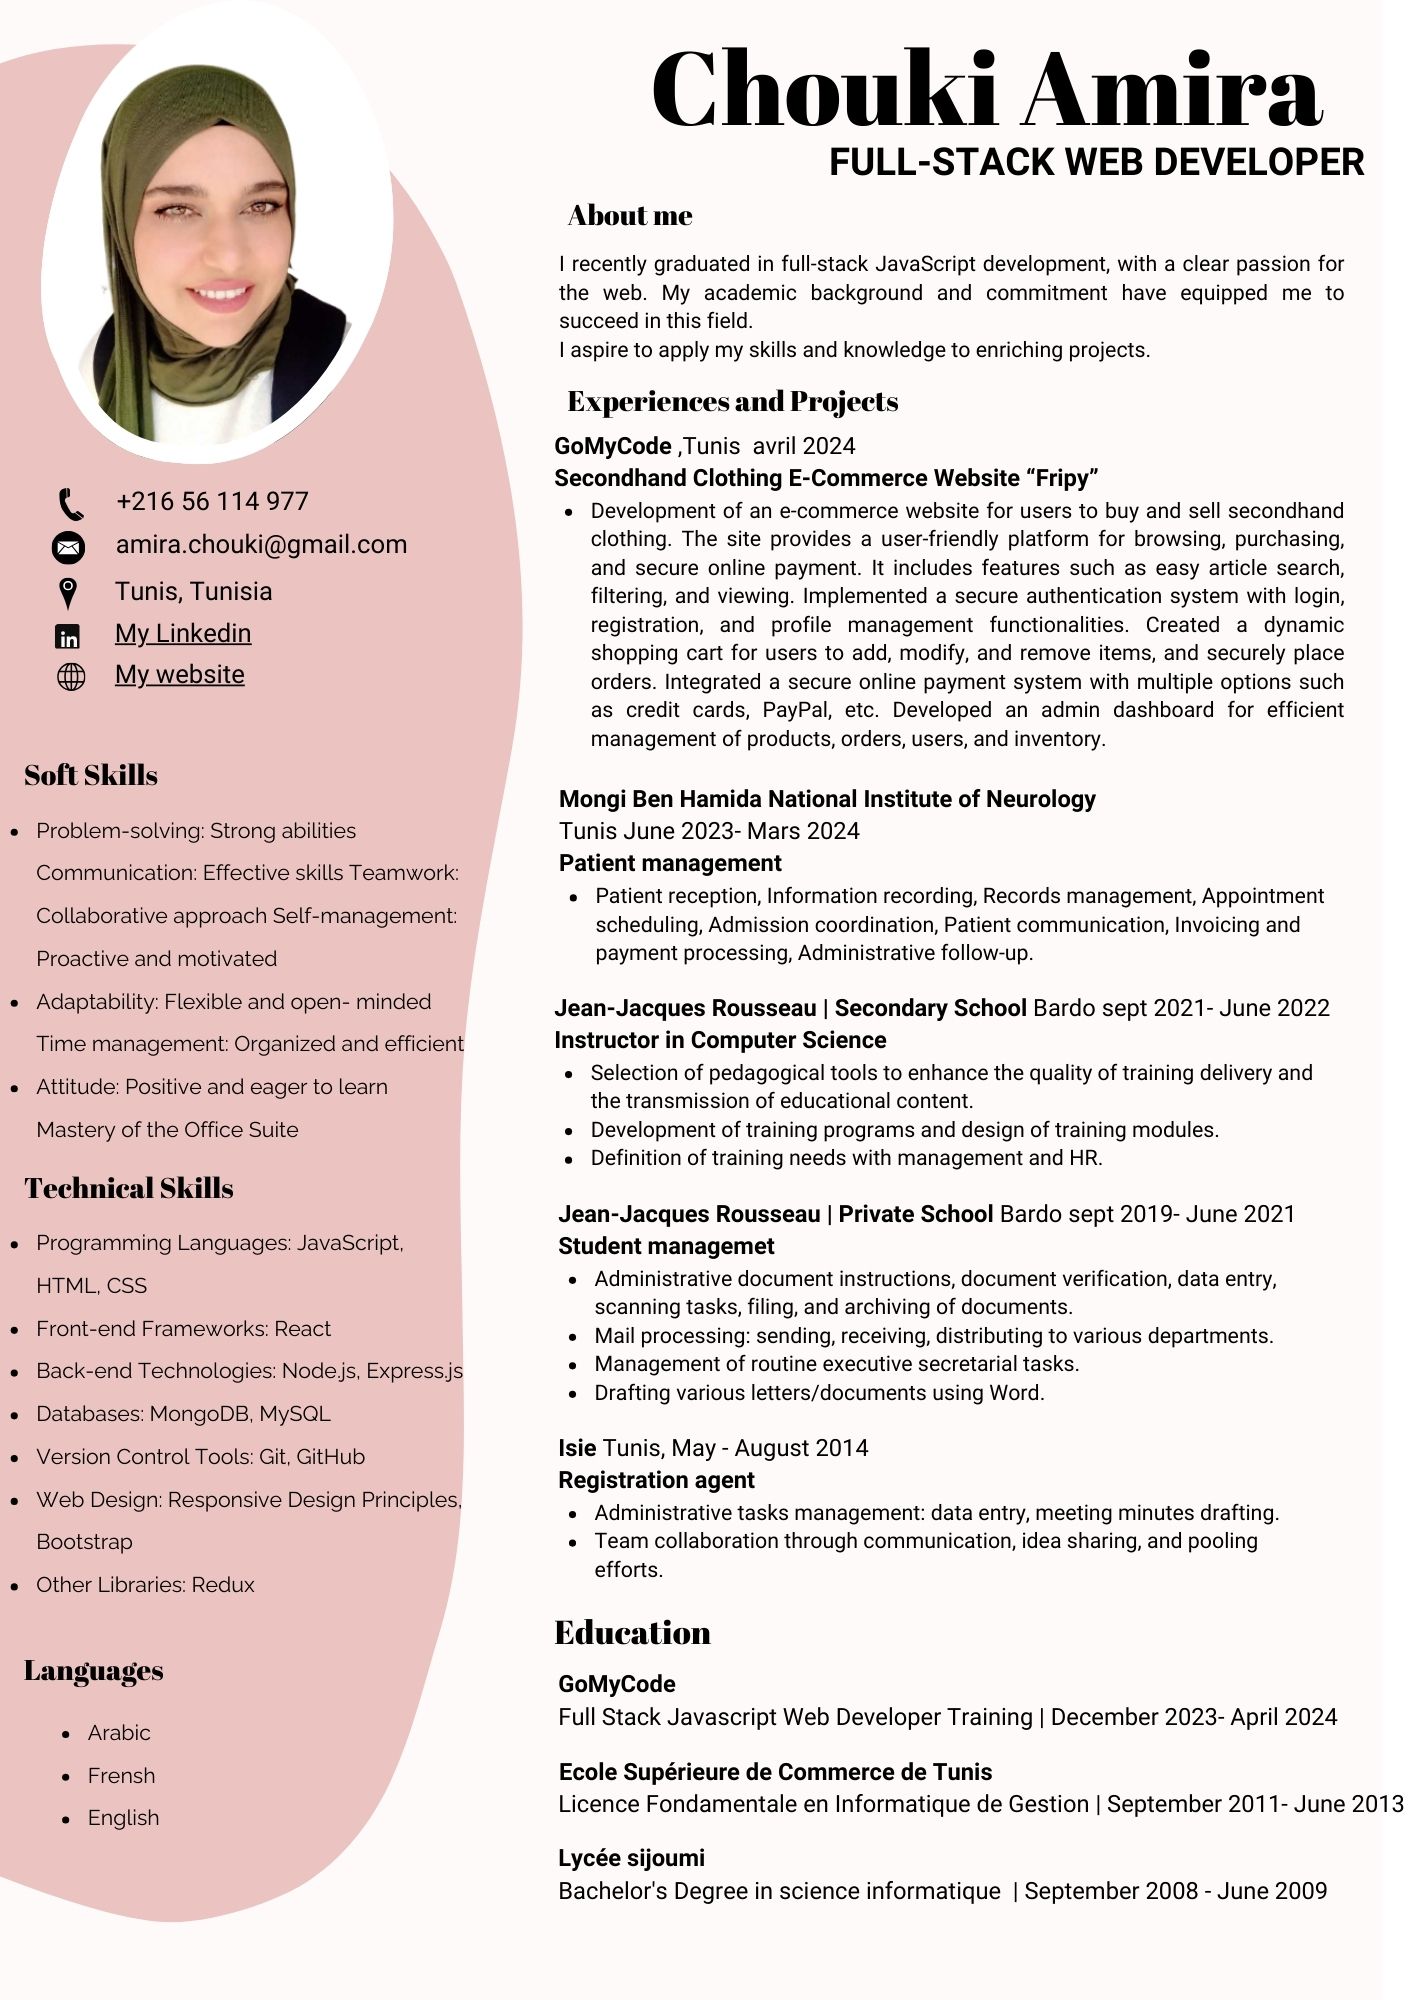 Chouki Amira
FULL-STACK WEB DEVELOPER
+216 56 114 977
amira.chouki@gmail.com
Tunis, Tunisia
My Linkedin
My website
Soft Skills
• Problem-solving: Strong abilities
Communication: Effective skills Teamwork:
Collaborative approach Self-management:
Proactive and motivated
• Adaptability: Flexible and open- minded
Time management: Organized and efficient
• Attitude: Positive and eager to learn
Mastery of the Office Suite
Technical Skills
• Programming Languages: JavaScript,
HTML, CSS
• Front-end Frameworks: React
• Back-end Technologies: Node.js, Express.js
• Databases: MongoDB, MySQL
• Version Control Tools: Git, GitHub
• Web Design: Responsive Design Principles,
Bootstrap
• Other Libraries: Redux
Languages
• Arabic
• Frensh
• English
About me
I recently graduated in full-stack JavaScript development, with a clear passion for
the web. My academic background and commitment have equipped me to
succeed in this field.
I aspire to apply my skills and knowledge to enriching projects.
Experiences and Projects
GoMyCode ,Tunis avril 2024
Secondhand Clothing E-Commerce Website “Fripy”
• Development of an e-commerce website for users to buy and sell secondhand
clothing. The site provides a user-friendly platform for browsing, purchasing,
and secure online payment. It includes features such as easy article search,
filtering, and viewing. Implemented a secure authentication system with login,
registration, and profile management functionalities. Created a dynamic
shopping cart for users to add, modify, and remove items, and securely place
orders. Integrated a secure online payment system with multiple options such
as credit cards, PayPal, etc. Developed an admin dashboard for efficient
management of products, orders, users, and inventory.
Mongi Ben Hamida National Institute of Neurology
Tunis June 2023- Mars 2024
Patient management
• Patient reception, Information recording, Records management, Appointment
scheduling, Admission coordination, Patient communication, Invoicing and
payment processing, Administrative follow-up.
Jean-Jacques Rousseau | Secondary School Bardo sept 2021- June 2022
Instructor in Computer Science
• Selection of pedagogical tools to enhance the quality of training delivery and
the transmission of educational content.
• Development of training programs and design of training modules.
• Definition of training needs with management and HR.
Jean-Jacques Rousseau | Private School Bardo sept 2019- June 2021
Student managemet
• Administrative document instructions, document verification, data entry,
scanning tasks, filing, and archiving of documents.
• Mail processing: sending, receiving, distributing to various departments.
• Management of routine executive secretarial tasks.
• Drafting various letters/documents using Word.
Isie Tunis, May - August 2014
Registration agent
• Administrative tasks management: data entry, meeting minutes drafting.
• Team collaboration through communication, idea sharing, and pooling
efforts.
Education
GoMyCode
Full Stack Javascript Web Developer Training | December 2023- April 2024
Ecole Supérieure de Commerce de Tunis
Licence Fondamentale en Informatique de Gestion | September 2011- June 2013
Lycée sijoumi
Bachelor's Degree in science informatique | September 2008 - June 2009